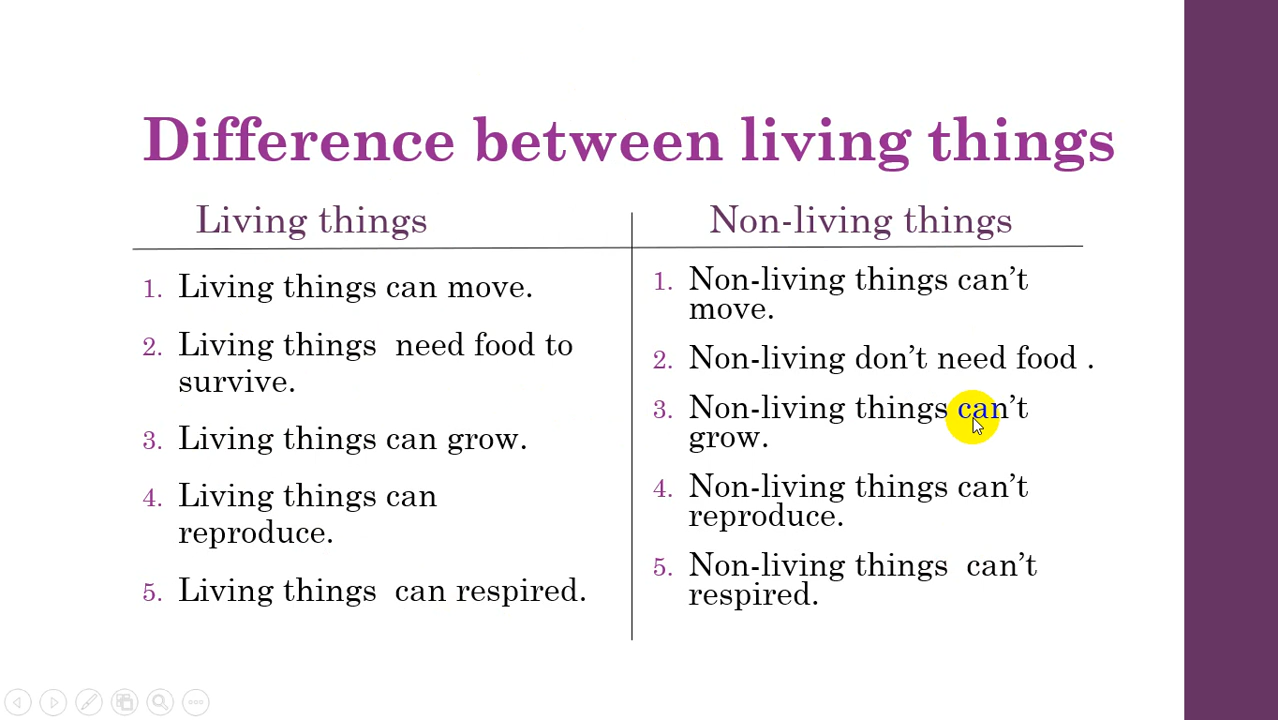 Difference between living things
Living things
1. Living things can move.
2. Living things need food to
survive.
3. Living things can grow.
4. Living things can
reproduce.
5. Living things can respired.
Non-living things
1. Non-living things can’t
move.
2. Non-living don’t need food .
3. Non-living things can’t
grow.
4. Non-living things can’t
reproduce.
5. Non-living things can’t
respired.